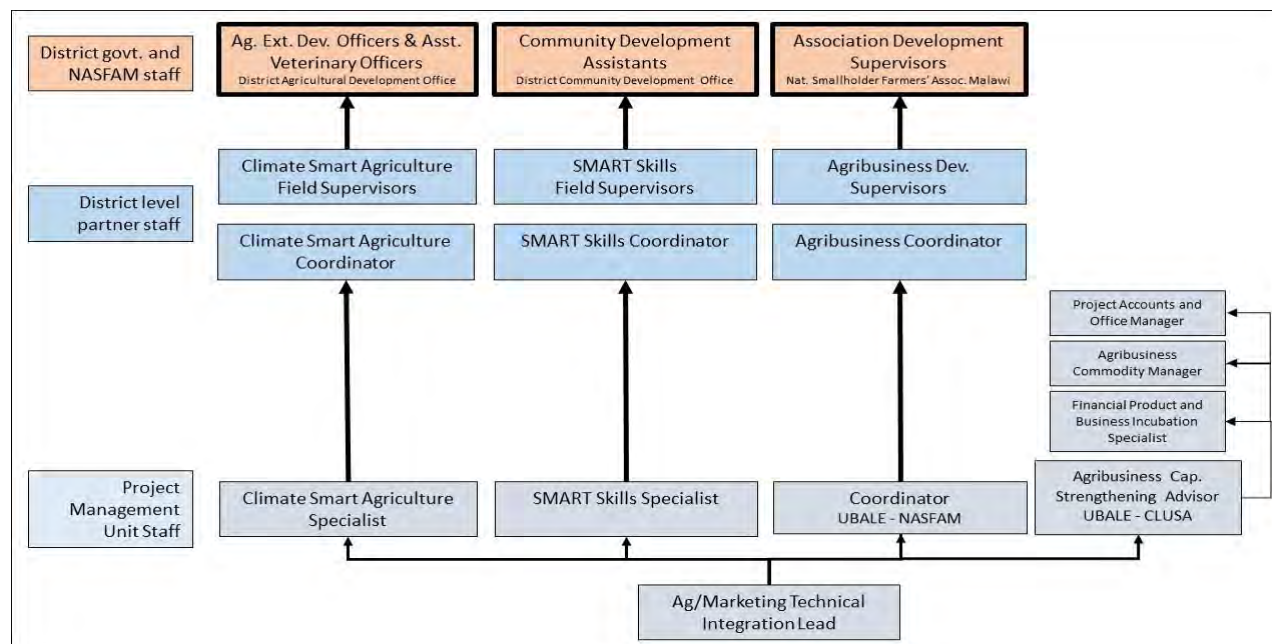 District govt. and
NASFAM staff
Ag. Ext. Dev. Officers & Asst.
Veterinary Officers
District Agricultural Development Office
Community Development
Assistants
District Community Development Office
Association Development
Supervisors
Nat. Smallholder Farmers' Assoc. Malawi
District level
partner staff
Climate Smart Agriculture
Field Supervisors
SMART Skills
Field Supervisors
Agribusiness Dev.
Supervisors
Climate Smart Agriculture
Coordinator
SMART Skills Coordinator
Agribusiness Coordinator
Project Accounts and
Office Manager
Agribusiness
Commodity Manager
Financial Product and
Business Incubation
Specialist
Project
Management
Unit Staff
Climate Smart Agriculture
Specialist
SMART Skills Specialist
Coordinator
UBALE - NASFAM
Agribusiness Cap.
Strengthening Advisor
UBALE - CLUSA
Ag/Marketing Technical
Integration Lead